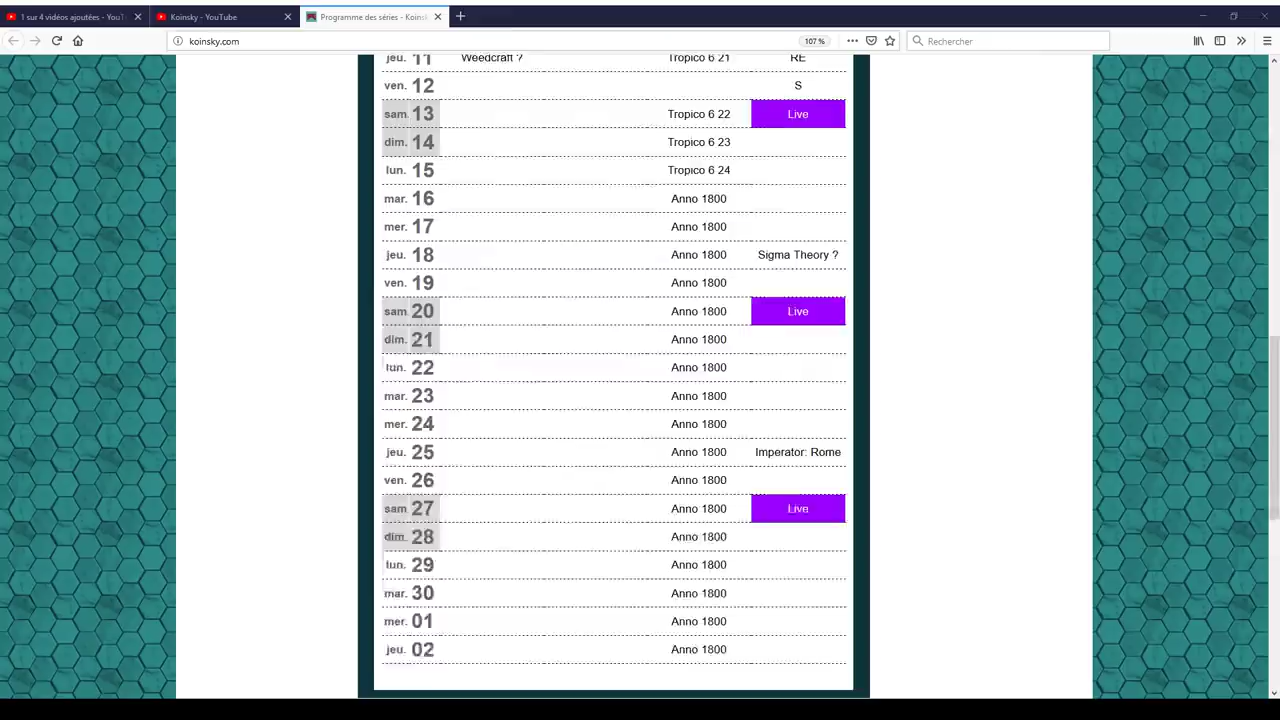 1 sur 4 vidéos ajoutées - YouT
Koinsky - YouTube
Programme des séries - Koinsk
koinsky.com
107 %
Rechercher
jeu. 11 Weedcraft ? Tropico 6 21 RE
ven. 12 S
sam. 13 Tropico 6 22 Live
dim. 14 Tropico 6 23
lun. 15 Tropico 6 24
mar. 16 Anno 1800
mer. 17 Anno 1800
jeu. 18 Anno 1800 Sigma Theory ?
ven. 19 Anno 1800
sam. 20 Anno 1800 Live
dim. 21 Anno 1800
lun. 22 Anno 1800
mar. 23 Anno 1800
mer. 24 Anno 1800
jeu. 25 Anno 1800 Imperator: Rome
ven. 26 Anno 1800
sam. 27 Anno 1800 Live
dim. 28 Anno 1800
lun. 29 Anno 1800
mar. 30 Anno 1800
mer. 01 Anno 1800
jeu. 02 Anno 1800